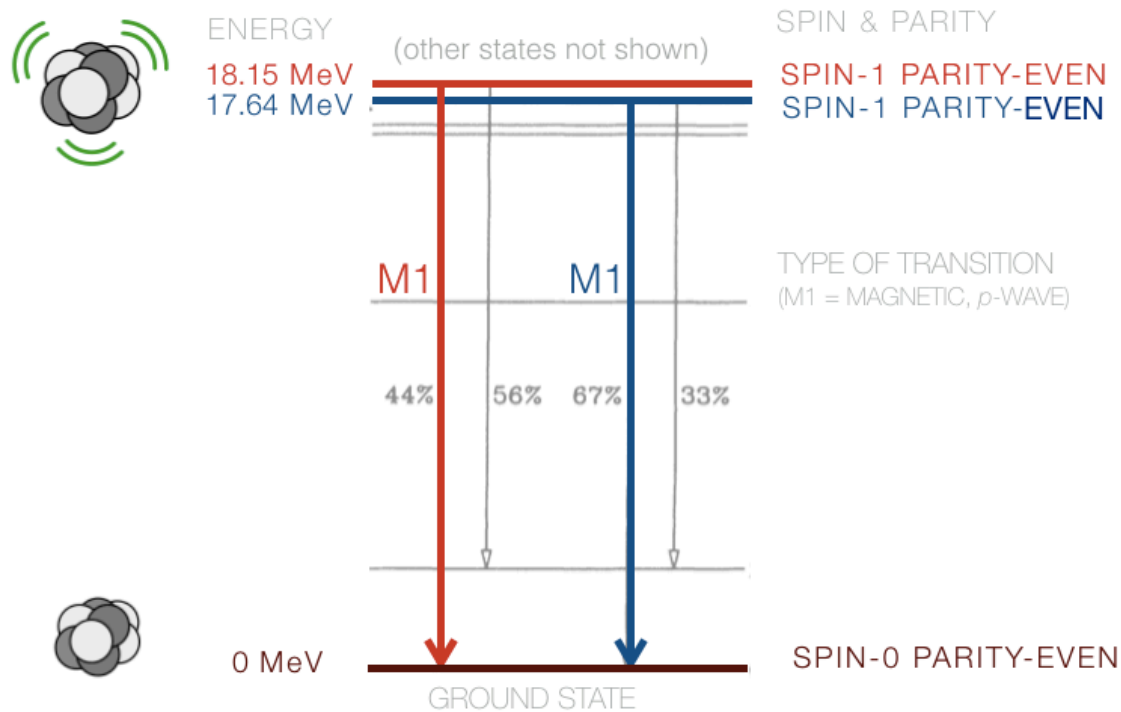 ENERGY
(other states not shown)
SPIN & PARITY
18.15 MeV
SPIN-1 PARITY-EVEN
17.64 MeV
SPIN-1 PARITY-EVEN
M1
M1
TYPE OF TRANSITION
(M1 = MAGNETIC, p-WAVE)
44%
56%
67%
33%
0 MeV
SPIN-0 PARITY-EVEN
GROUND STATE